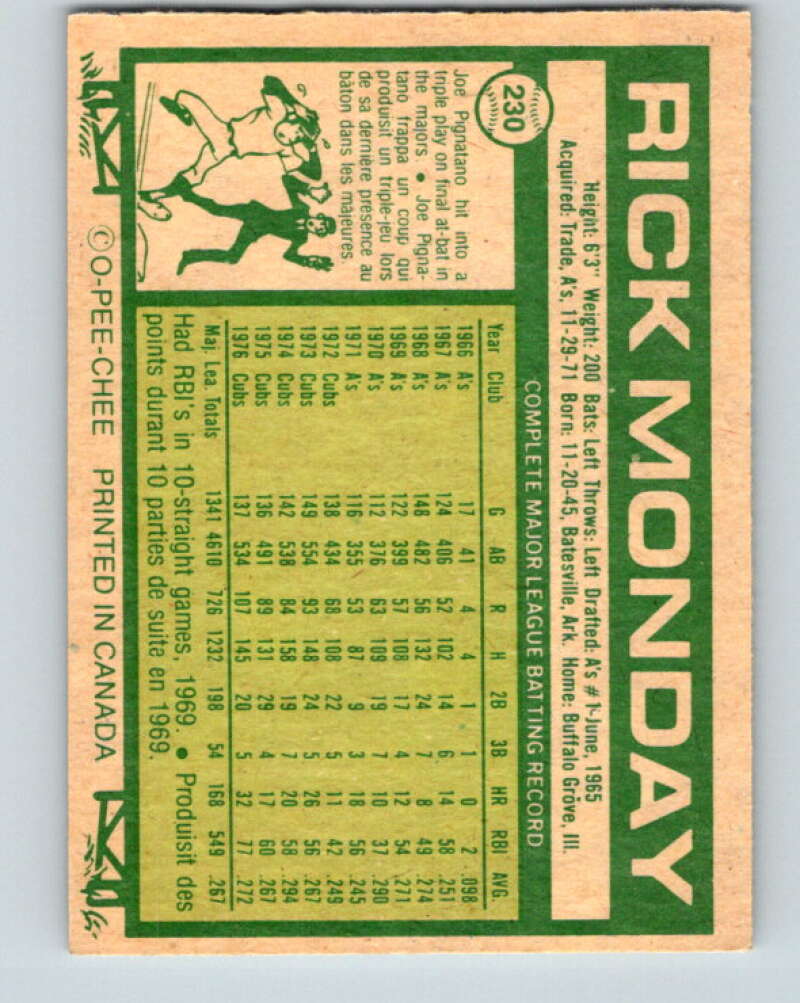 RICK MONDAY
Height: 6'3" Weight: 200 Bats: Left Throws: Left Drafted: A's #1-June, 1965
Acquired: Trade, A's, 11-29-71 Born: 11-20-45, Batesville, Ark. Home: Buffalo Grove, Ill.
230
COMPLETE MAJOR LEAGUE BATTING RECORD
Joe Pignatano hit into a
triple play on final at-bat in
the majors. • Joe Pigna-
tano frappa un coup qui
produisit un triple-jeu lors
de sa dernière présence au
bâton dans les majeures.
Year Club G AB R H 2B 3B HR RBI AVG.
1966 A's 17 41 4 4 1 1 0 2 .098
1967 A's 124 406 52 102 14 6 14 58 .251
1968 A's 148 482 56 132 24 7 8 49 .274
1969 A's 122 399 57 108 17 4 12 54 .271
1970 A's 112 376 63 109 19 7 10 37 .290
1971 A's 116 355 53 87 9 3 18 56 .245
1972 Cubs 138 434 68 108 22 5 11 42 .249
1973 Cubs 149 554 93 148 24 5 26 56 .267
1974 Cubs 142 538 84 158 19 7 20 58 .294
1975 Cubs 136 491 89 131 29 4 17 60 .267
1976 Cubs 137 534 107 145 20 5 32 77 .272
Maj. Lea. Totals 1341 4610 726 1232 198 54 168 549 .267
Had RBI's in 10-straight games, 1969. • Produisit des
points durant 10 parties de suite en 1969.
©O-PEE-CHEE PRINTED IN CANADA